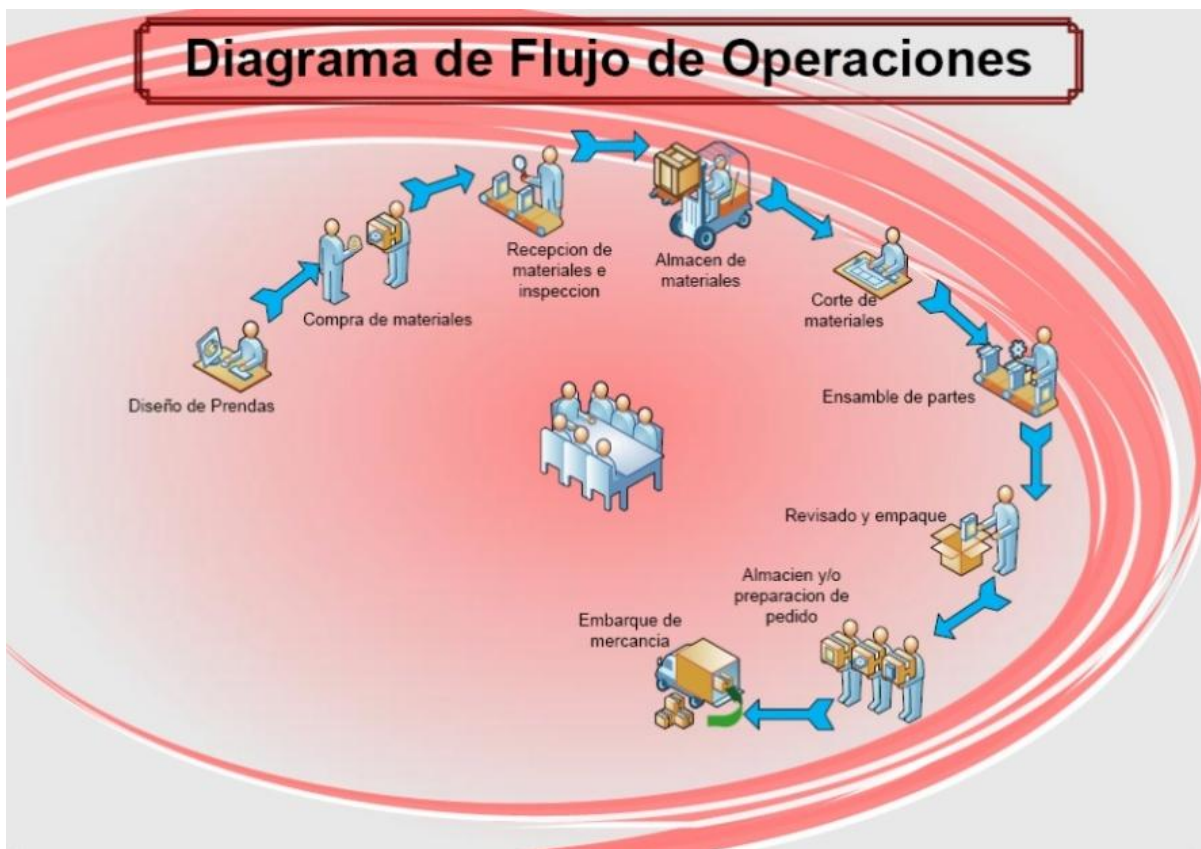 Diagrama de Flujo de Operaciones
Diseño de Prendas
Compra de materiales
Recepcion de
materiales e
inspeccion
Almacen de
materiales
Corte de
materiales
Ensamble de partes
Revisado y empaque
Almacien y/o
preparacion de
pedido
Embarque de
mercancia